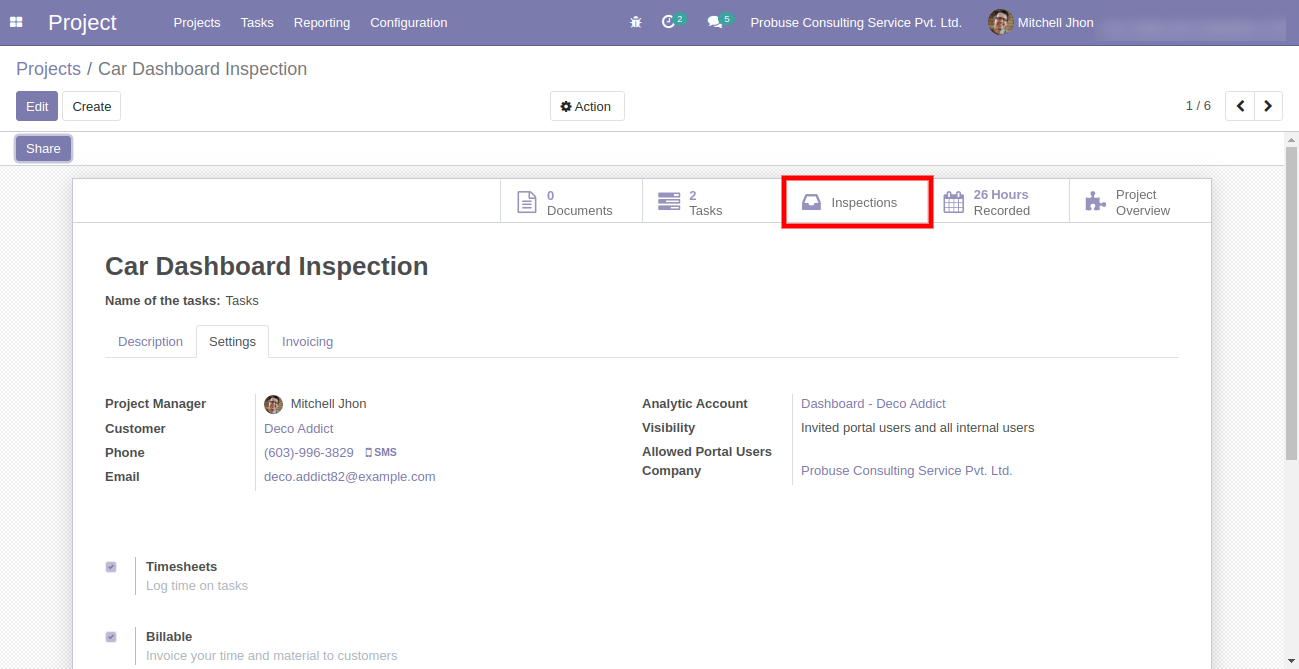 Project Projects Tasks Reporting Configuration 2 5 Probuse Consulting Service Pvt. Ltd. Mitchell Jhon
Projects / Car Dashboard Inspection
Edit Create Action 1 / 6
Share
0 Documents 2 Tasks Inspections 26 Hours Recorded Project Overview
Car Dashboard Inspection
Name of the tasks: Tasks
Description Settings Invoicing
Project Manager Mitchell Jhon Analytic Account Dashboard - Deco Addict
Customer Deco Addict Visibility Invited portal users and all internal users
Phone (603)-996-3829 SMS Allowed Portal Users
Email deco.addict82@example.com Company Probuse Consulting Service Pvt. Ltd.
Timesheets
Log time on tasks
Billable
Invoice your time and material to customers